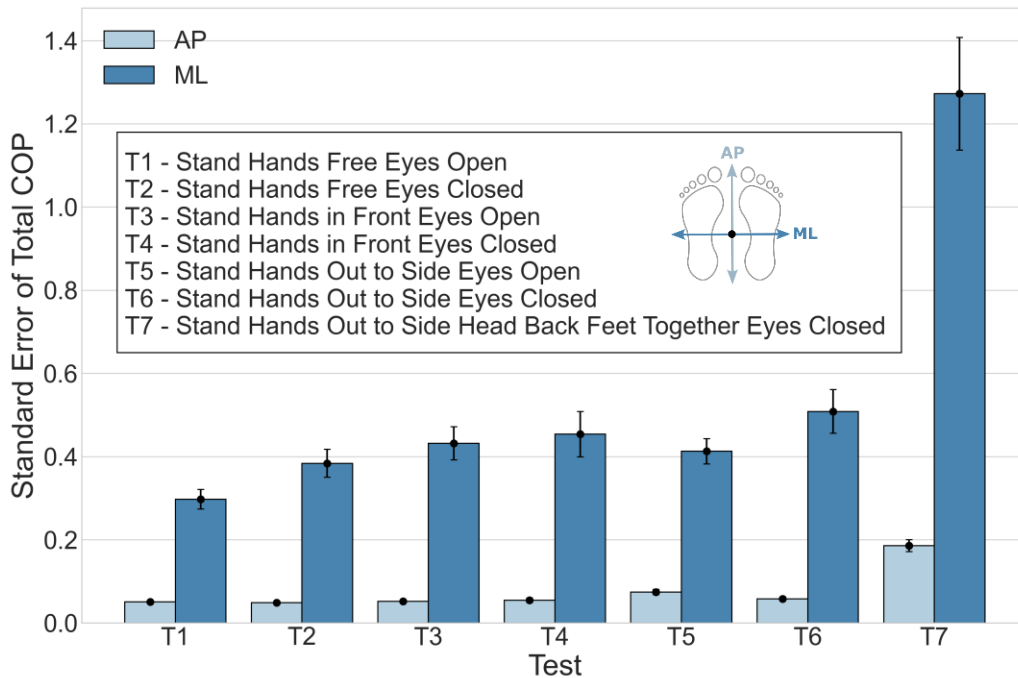 Standard Error of Total COP
1.4
1.2
1.0
0.8
0.6
0.4
0.2
0.0
AP
ML
T1 - Stand Hands Free Eyes Open
T2 - Stand Hands Free Eyes Closed
T3 - Stand Hands in Front Eyes Open
T4 - Stand Hands in Front Eyes Closed
T5 - Stand Hands Out to Side Eyes Open
T6 - Stand Hands Out to Side Eyes Closed
T7 - Stand Hands Out to Side Head Back Feet Together Eyes Closed
AP
ML
T1 T2 T3 T4 T5 T6 T7
Test